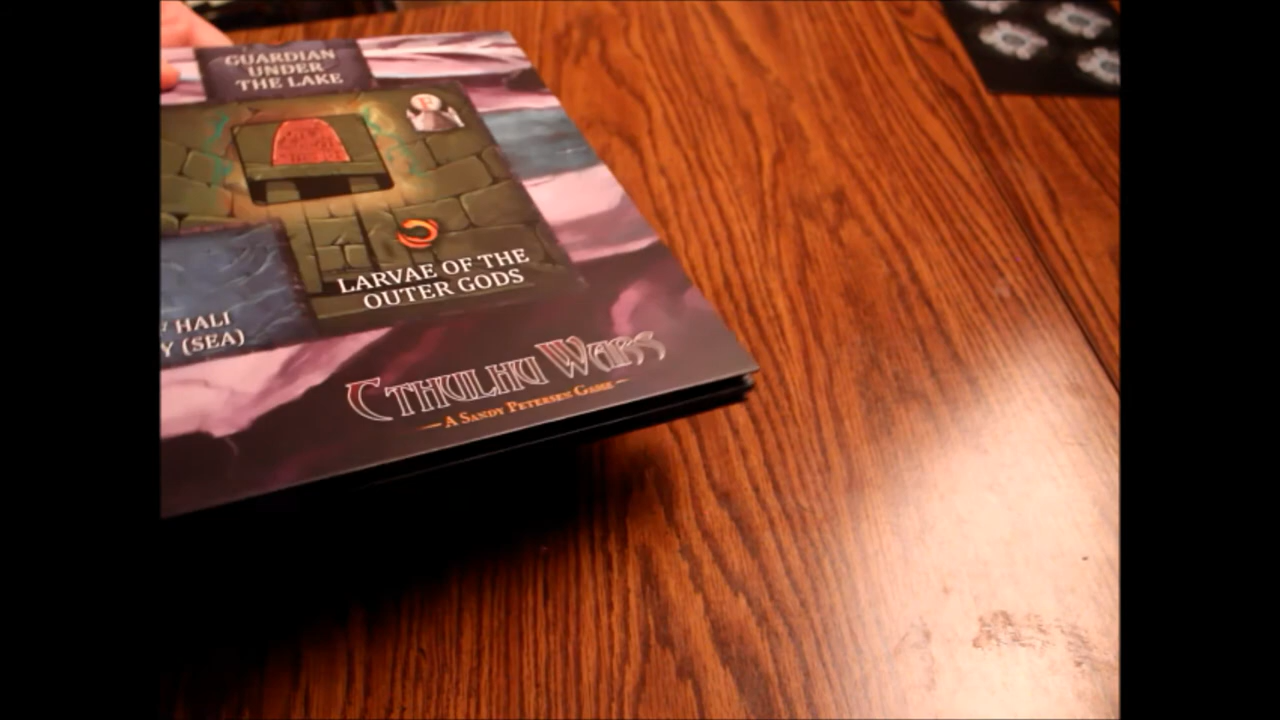 GUARDIAN
UNDER
THE LAKE
F
LARVAE OF THE
OUTER GODS
HALI
(SEA)
CTHULHU WARS
A SANDY PETERSEN GAME